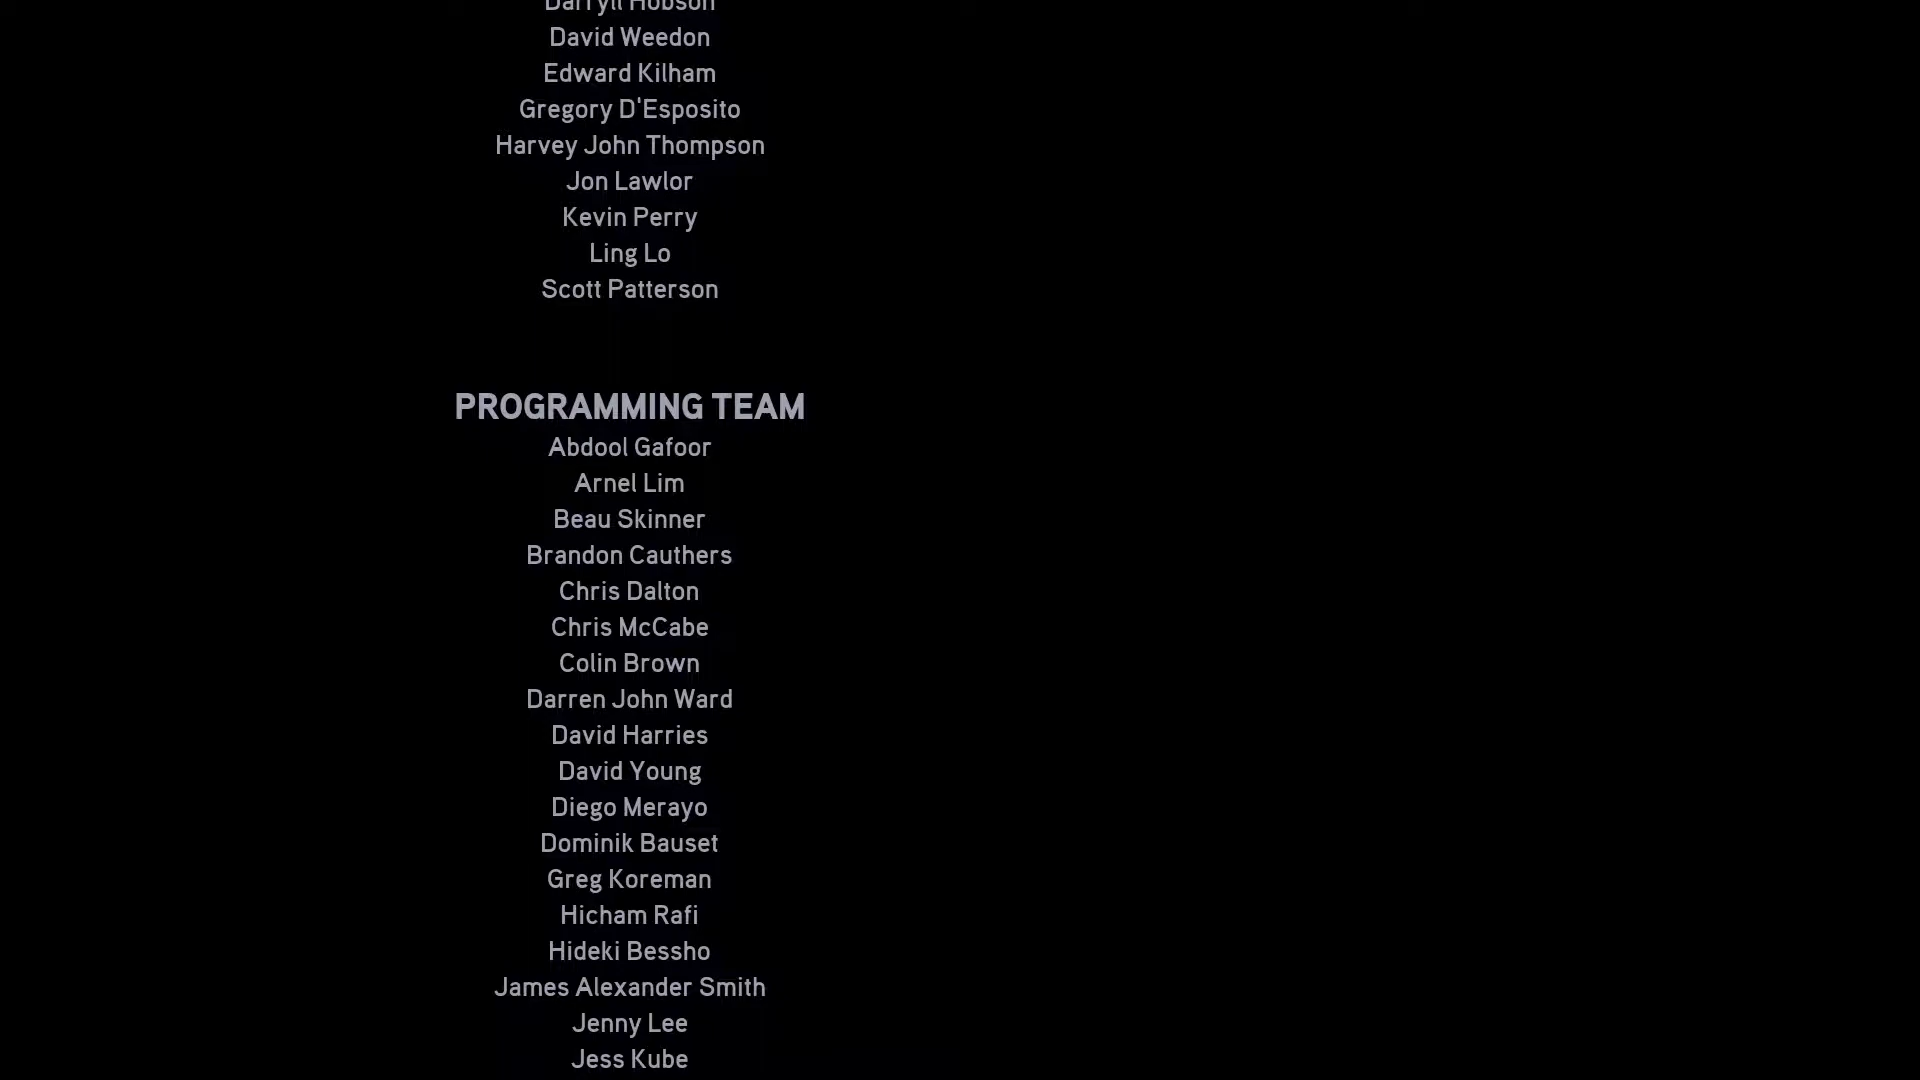 Darryll Hobson
David Weedon
Edward Kilham
Gregory D'Esposito
Harvey John Thompson
Jon Lawlor
Kevin Perry
Ling Lo
Scott Patterson
PROGRAMMING TEAM
Abdool Gafoor
Arnel Lim
Beau Skinner
Brandon Cauthers
Chris Dalton
Chris McCabe
Colin Brown
Darren John Ward
David Harries
David Young
Diego Merayo
Dominik Bauset
Greg Koreman
Hicham Rafi
Hideki Bessho
James Alexander Smith
Jenny Lee
Jess Kube